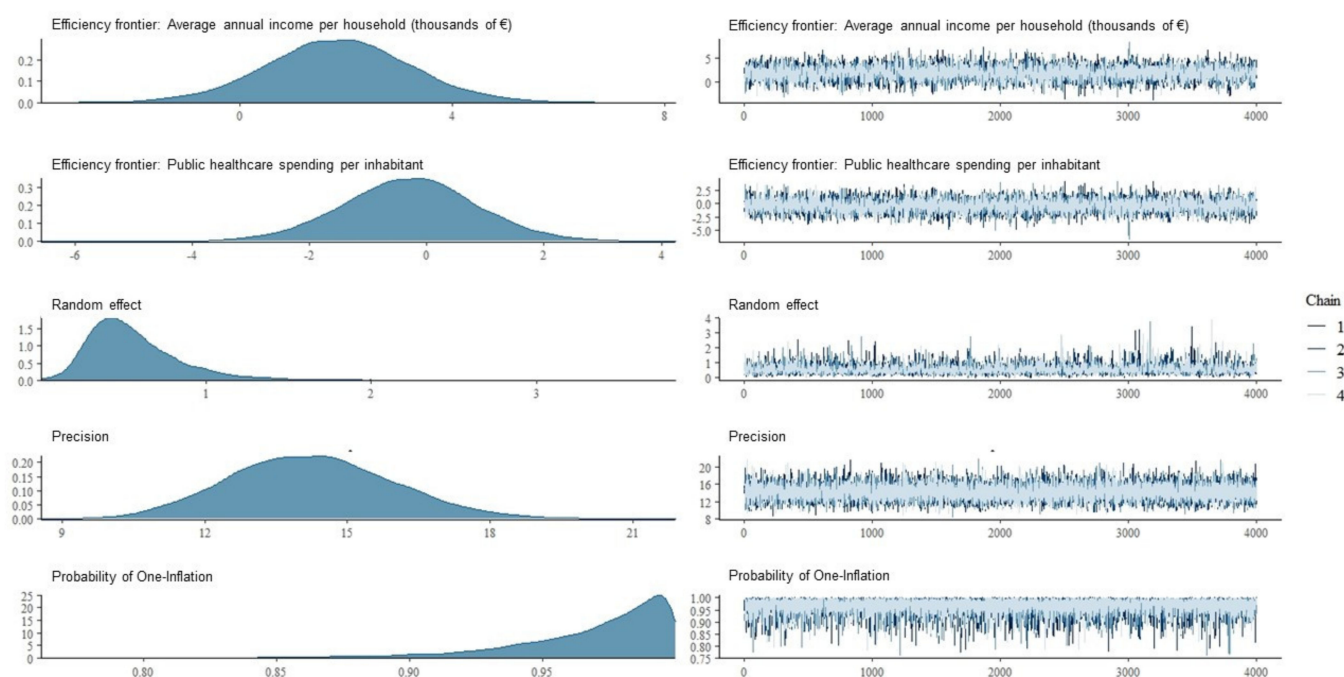 Efficiency frontier: Average annual income per household (thousands of €)
0.2
0.1
0.0
0 4 8
Efficiency frontier: Average annual income per household (thousands of €)
5
0
0 1000 2000 3000 4000
Efficiency frontier: Public healthcare spending per inhabitant
0.3
0.2
0.1
0.0
-6 -4 -2 0 2 4
Efficiency frontier: Public healthcare spending per inhabitant
2.5
0.0
-2.5
-5.0
0 1000 2000 3000 4000
Random effect
1.5
1.0
0.5
0.0
1 2 3
Random effect
4
3
2
1
0
0 1000 2000 3000 4000
Chain
1
2
3
4
Precision
0.20
0.15
0.10
0.05
0.00
9 12 15 18 21
Precision
20
16
12
8
0 1000 2000 3000 4000
Probability of One-Inflation
25
20
15
10
5
0
0.80 0.85 0.90 0.95
Probability of One-Inflation
1.00
0.95
0.90
0.85
0.80
0.75
0 1000 2000 3000 4000